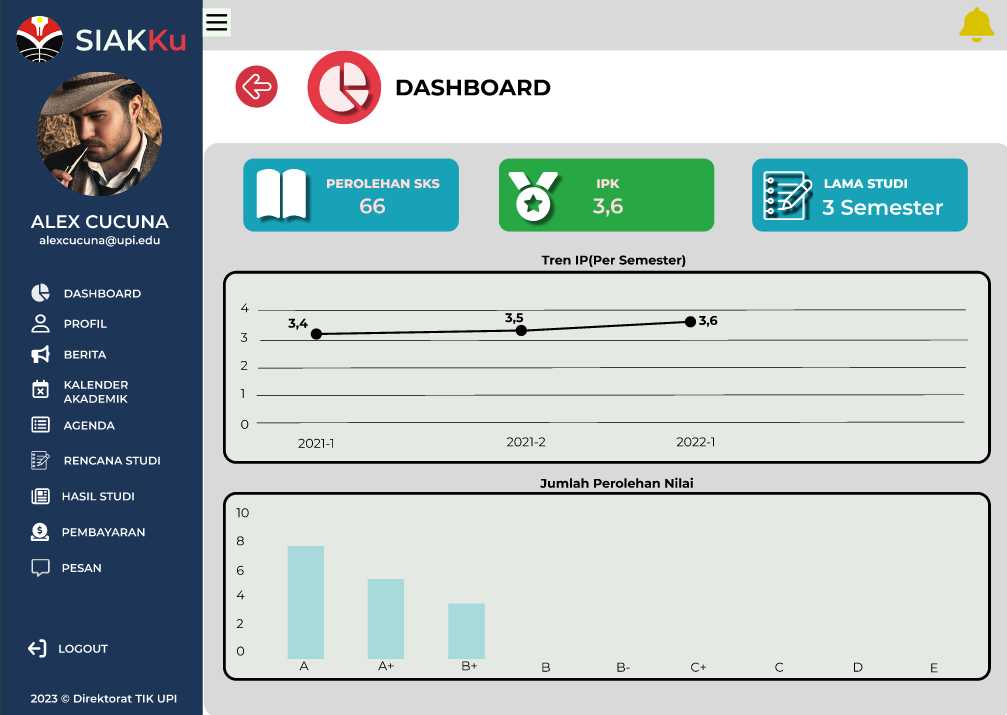 SIAKKu
ALEX CUCUNA
alexcucuna@upi.edu
DASHBOARD
PROFIL
BERITA
KALENDER
AKADEMIK
AGENDA
RENCANA STUDI
HASIL STUDI
PEMBAYARAN
PESAN
LOGOUT
2023 © Direktorat TIK UPI
DASHBOARD
PEROLEHAN SKS
66
IPK
3,6
LAMA STUDI
3 Semester
Tren IP(Per Semester)
4
3
2
1
0
3,4
3,5
3,6
2021-1
2021-2
2022-1
Jumlah Perolehan Nilai
10
8
6
4
2
0
A
A+
B+
B
B-
C+
C
D
E